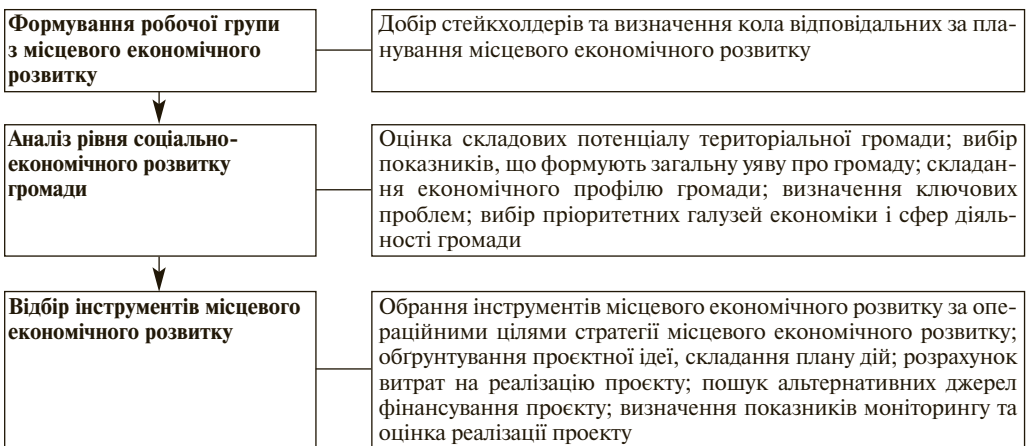 Формування робочої групи
з місцевого економічного
розвитку
Добір стейкхолдерів та визначення кола відповідальних за пла-
нування місцевого економічного розвитку
Аналіз рівня соціально-
економічного розвитку
громади
Оцінка складових потенціалу територіальної громади; вибір
показників, що формують загальну уяву про громаду; складан-
ня економічного профілю громади; визначення ключових
проблем; вибір пріоритетних галузей економіки і сфер діяль-
ності громади
Відбір інструментів місцевого
економічного розвитку
Обрання інструментів місцевого економічного розвитку за опе-
раційними цілями стратегії місцевого економічного розвитку;
обґрунтування проєктної ідеї, складання плану дій; розрахунок
витрат на реалізацію проєкту; пошук альтернативних джерел
фінансування проєкту; визначення показників моніторингу та
оцінка реалізації проекту